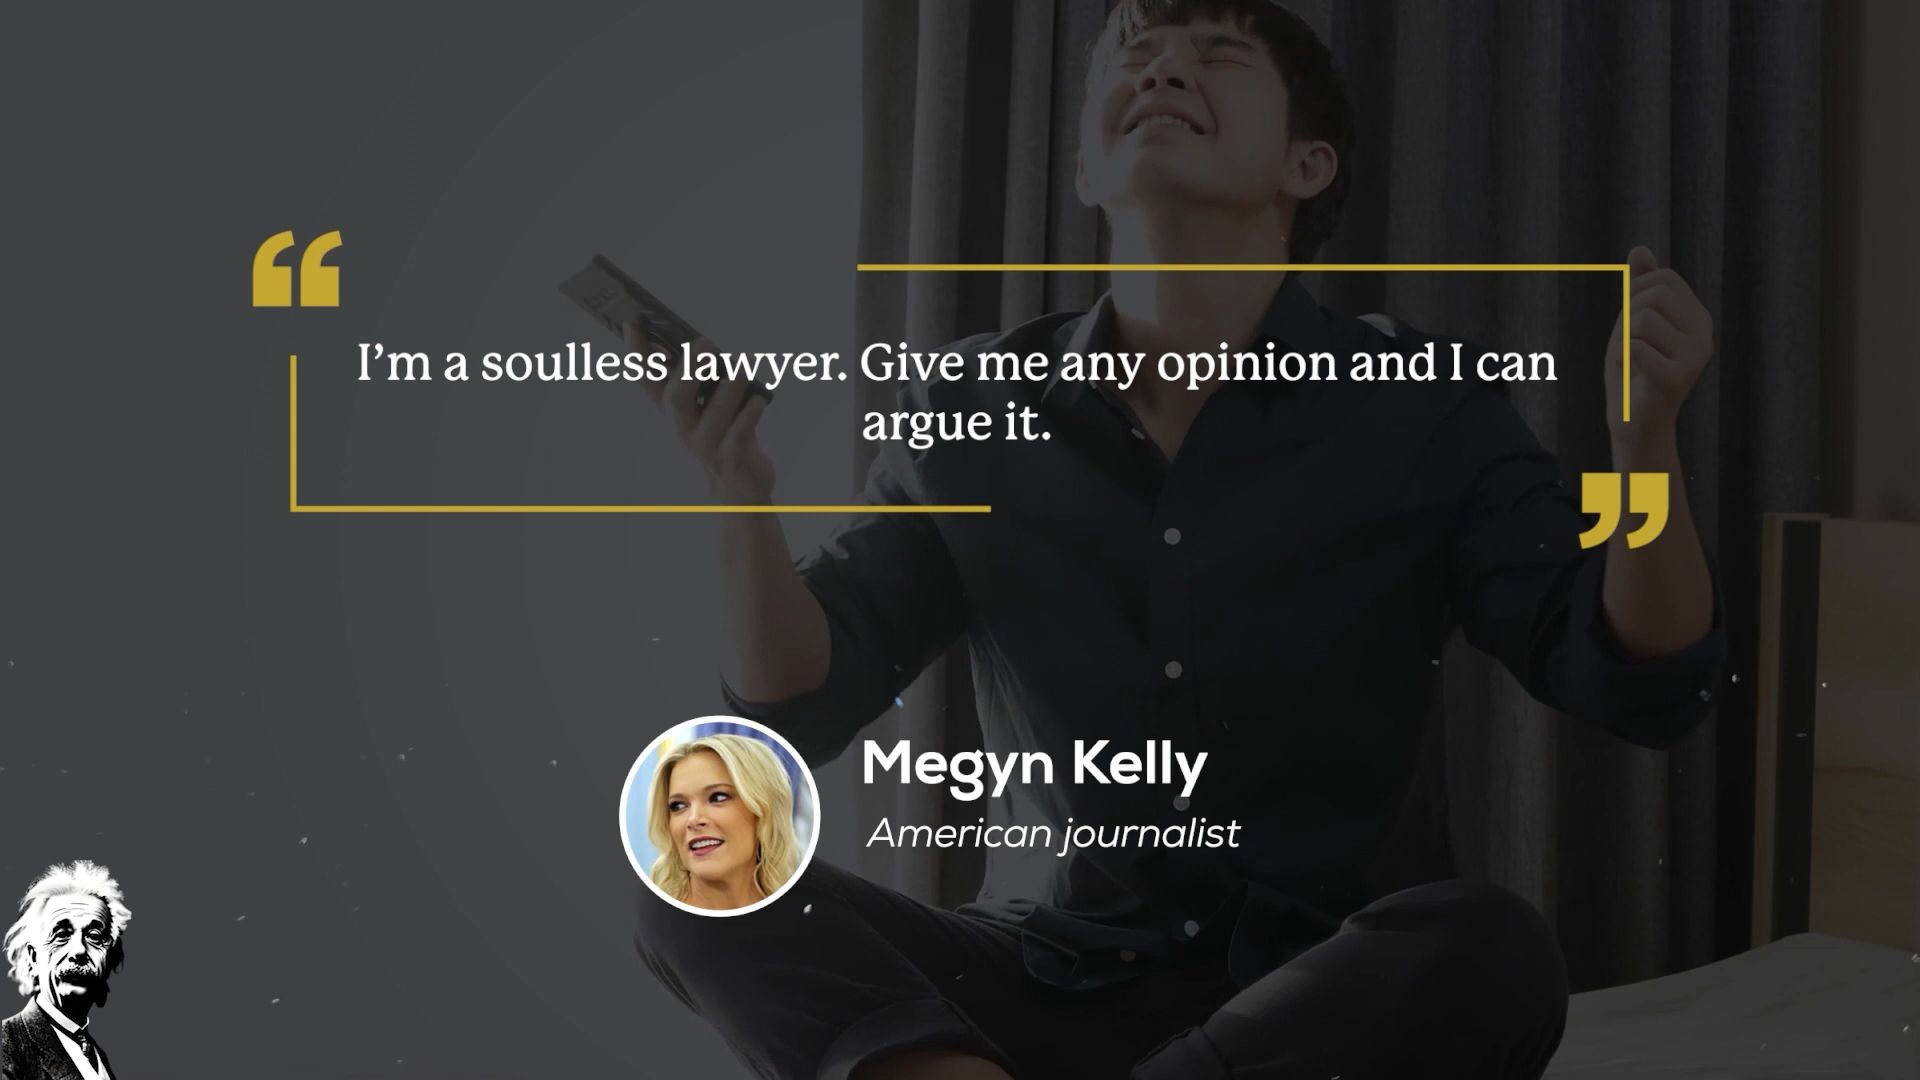 I’m a soulless lawyer. Give me any opinion and I can
argue it.
Megyn Kelly
American journalist